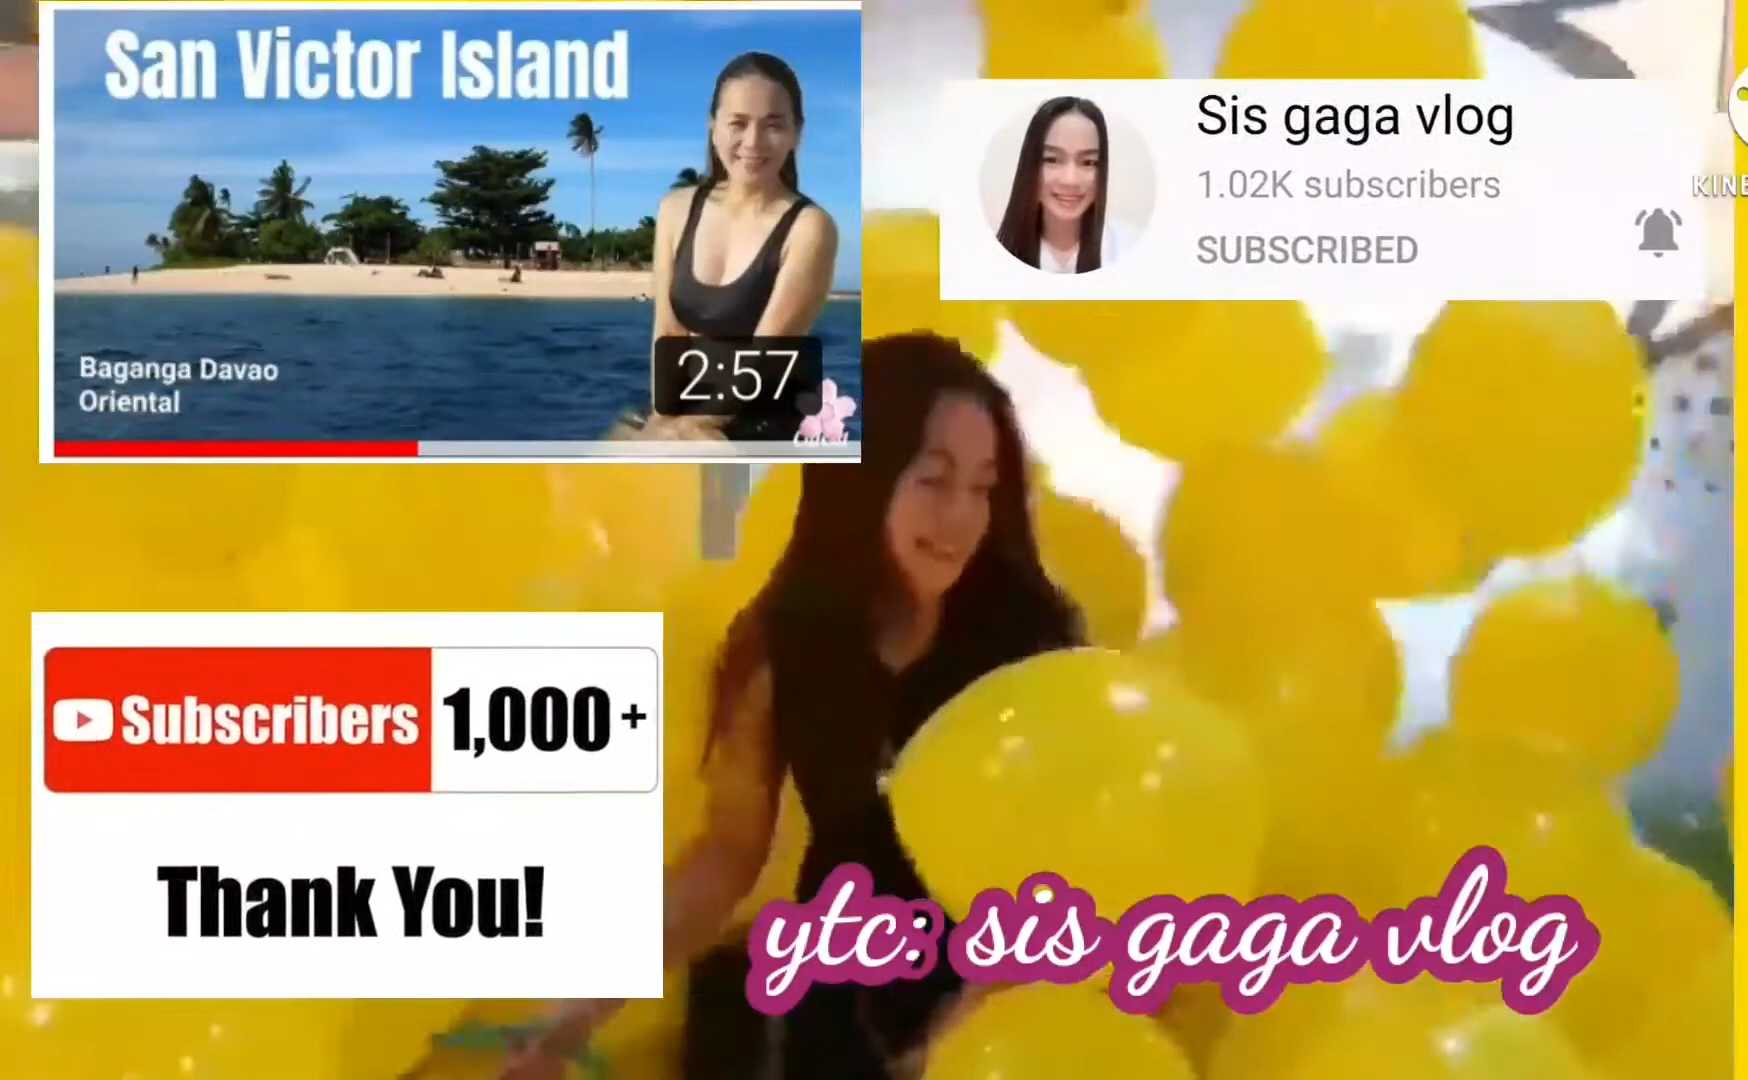 San Victor Island
Baganga Davao
Oriental
2:57
Sis gaga vlog
1.02K subscribers
SUBSCRIBED
Subscribers 1,000+
Thank You!
ytc: sis gaga vlog